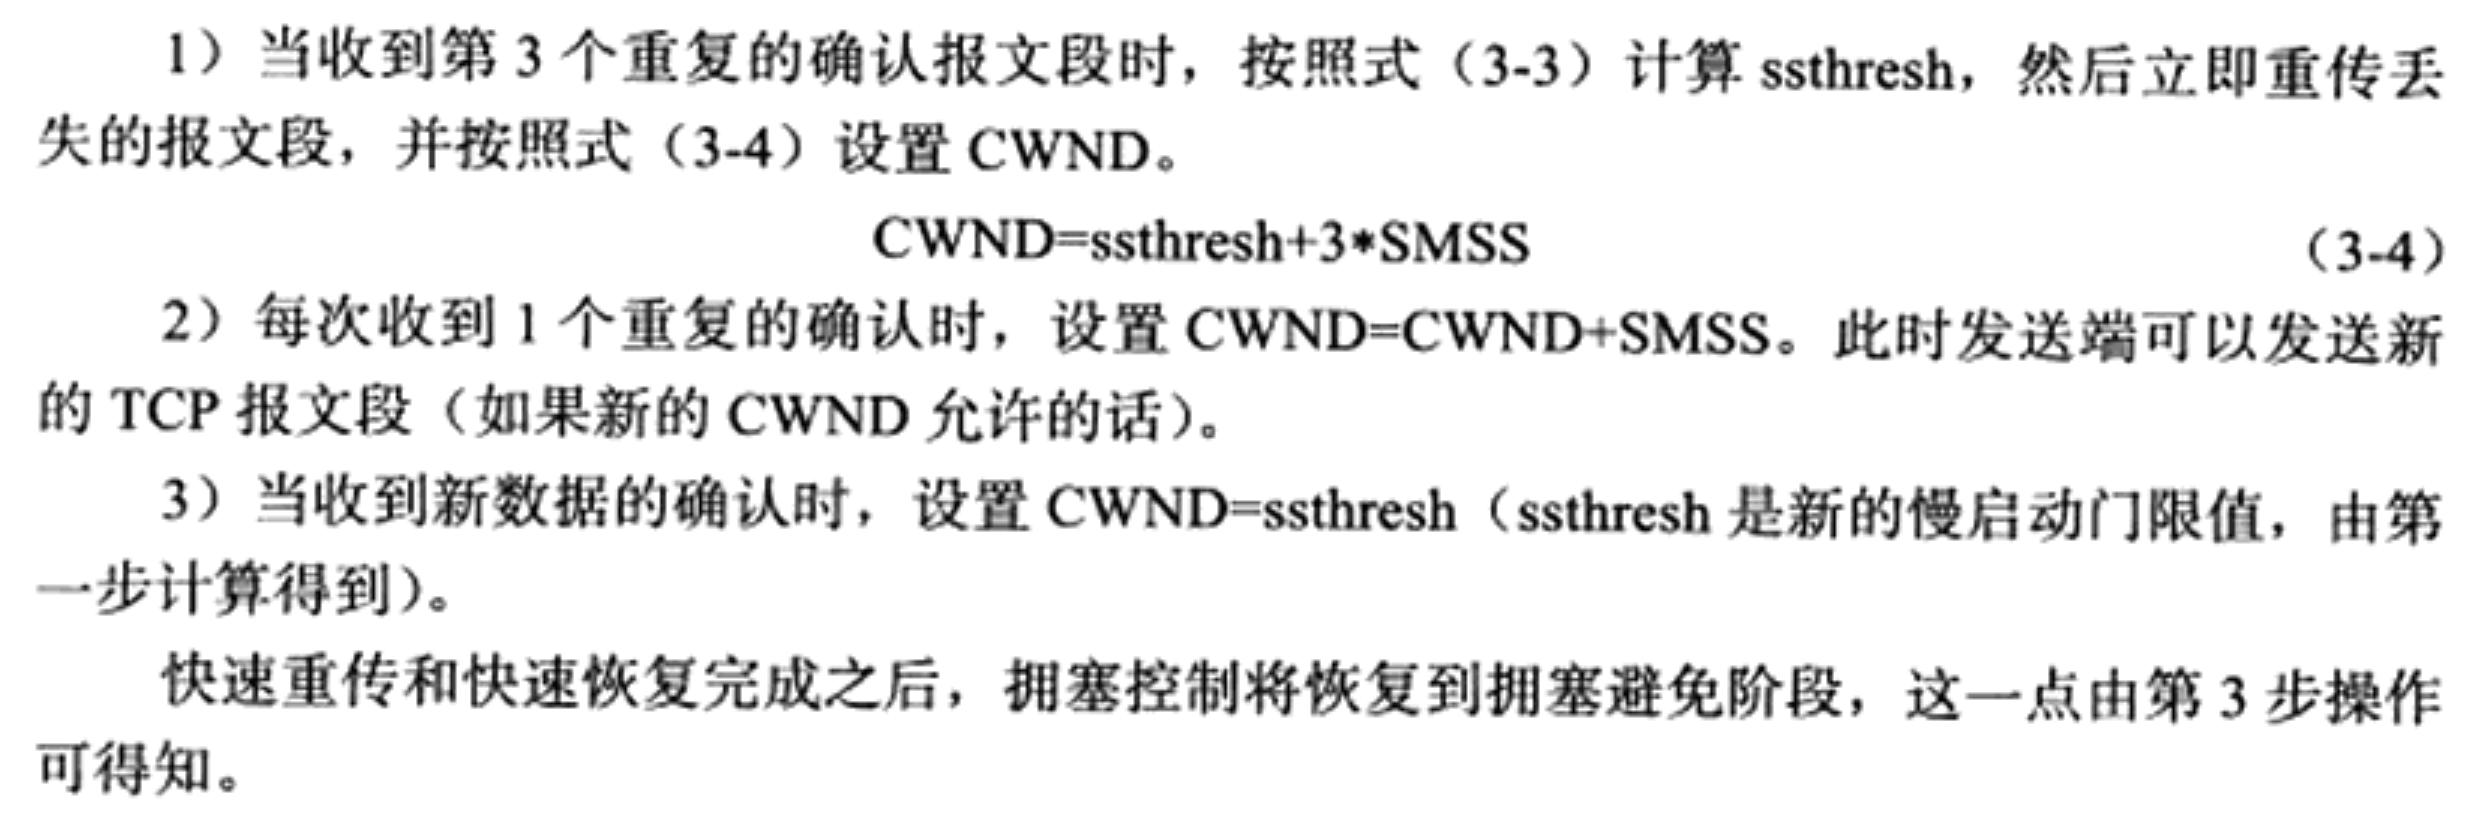 1）当收到第 3 个重复的确认报文段时，按照式（3-3）计算 ssthresh，然后立即重传丢
失的报文段，并按照式（3-4）设置 CWND。
CWND=ssthresh+3*SMSS （3-4）
2）每次收到 1 个重复的确认时，设置 CWND=CWND+SMSS。此时发送端可以发送新
的 TCP 报文段（如果新的 CWND 允许的话）。
3）当收到新数据的确认时，设置 CWND=ssthresh（ssthresh 是新的慢启动门限值，由第
一步计算得到）。
快速重传和快速恢复完成之后，拥塞控制将恢复到拥塞避免阶段，这一点由第 3 步操作
可得知。